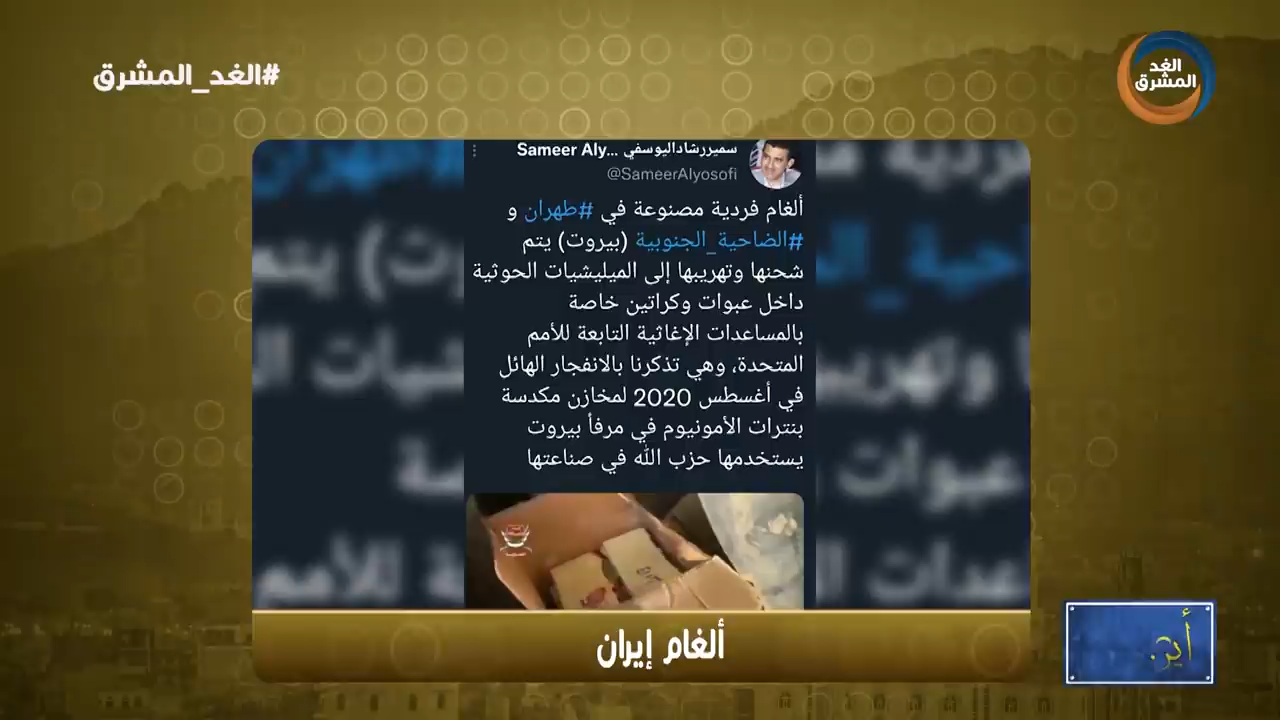 #الغد_المشرق
الغد
المشرق
سميررشاداليوسفي Sameer Aly...
@SameerAlyosofi
ألغام فردية مصنوعة في #طهران و
#الضاحية_الجنوبية (بيروت) يتم
شحنها وتهريبها إلى الميليشيات الحوثية
داخل عبوات وكراتين خاصة
بالمساعدات الإغاثية التابعة للأمم
المتحدة، وهي تذكرنا بالانفجار الهائل
في أغسطس 2020 لمخازن مكدسة
بنترات الأمونيوم في مرفأ بيروت
يستخدمها حزب الله في صناعتها
ألغام إيران